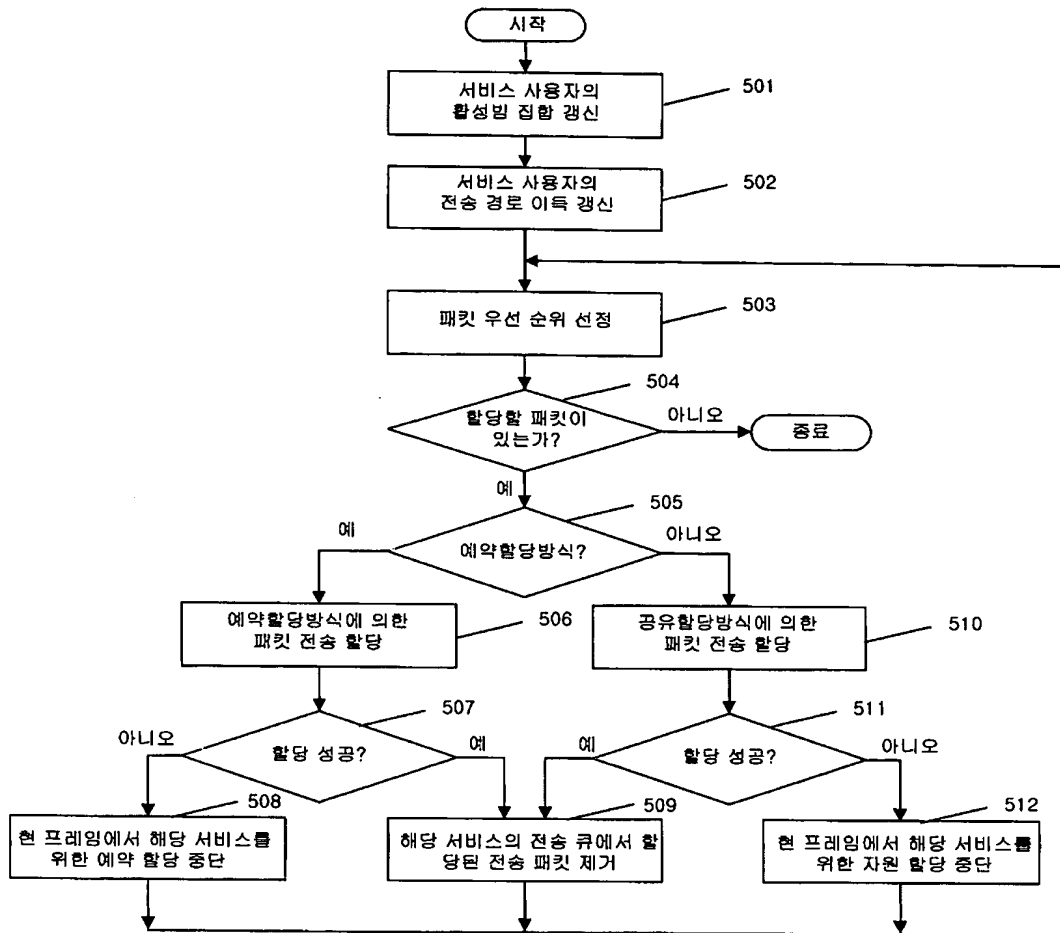 시작
서비스 사용자의
활성빔 집합 갱신
501
서비스 사용자의
전송 경로 이득 갱신
502
패킷 우선 순위 선정
503
504
할당할 패킷이
있는가?
아니오
종료
예
505
예
예약할당방식?
아니오
예약할당방식에 의한
패킷 전송 할당
506
공유할당방식에 의한
패킷 전송 할당
510
507
아니오
할당 성공?
예
511
예
할당 성공?
아니오
508
현 프레임에서 해당 서비스를
위한 예약 할당 중단
509
해당 서비스의 전송 큐에서 할
당된 전송 패킷 제거
512
현 프레임에서 해당 서비스를
위한 자원 할당 중단